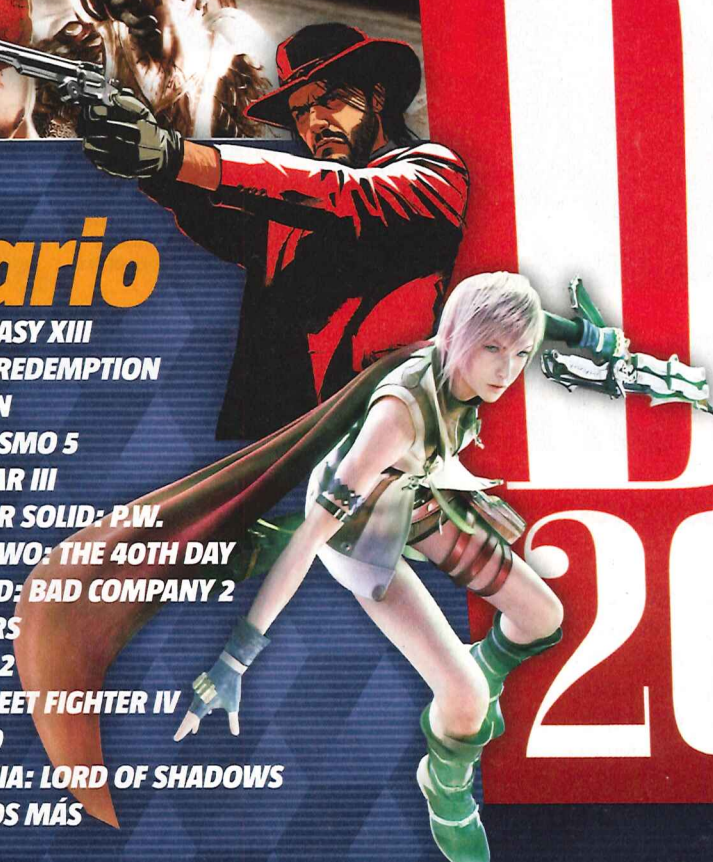 ario
ASY XIII
REDEMPTION
N
SMO 5
AR III
R SOLID: P.W.
WO: THE 40TH DAY
D: BAD COMPANY 2
RS
2
EET FIGHTER IV
O
IA: LORD OF SHADOWS
OS MÁS
20